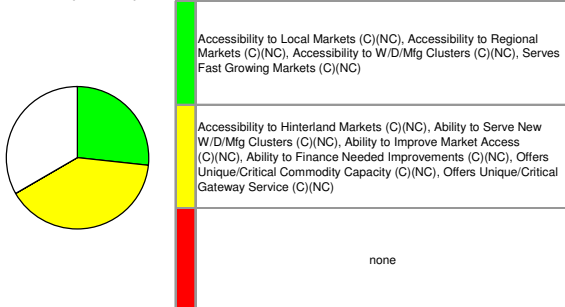 Accessibility to Local Markets (C)(NC), Accessibility to Regional
Markets (C)(NC), Accessibility to W/D/Mfg Clusters (C)(NC), Serves
Fast Growing Markets (C)(NC)
Accessibility to Hinterland Markets (C)(NC), Ability to Serve New
W/D/Mfg Clusters (C)(NC), Ability to Improve Market Access
(C)(NC), Ability to Finance Needed Improvements (C)(NC), Offers
Unique/Critical Commodity Capacity (C)(NC), Offers Unique/Critical
Gateway Service (C)(NC)
none